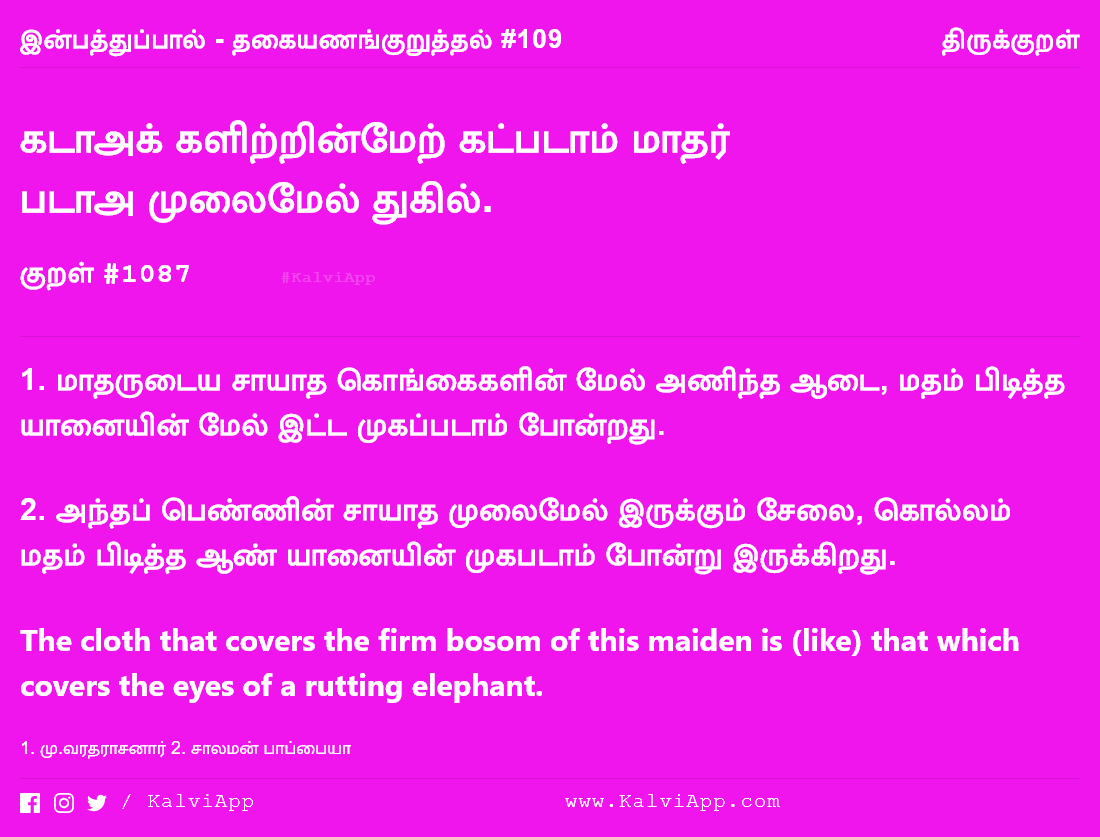 இன்பத்துப்பால் - தகையணங்குறுத்தல் #109 திருக்குறள்
கடாஅக் களிற்றின்மேற் கட்படாம் மாதர்
படாஅ முலைமேல் துகில்.
குறள் #1087 #KalviApp
1. மாதருடைய சாயாத கொங்கைகளின் மேல் அணிந்த ஆடை, மதம் பிடித்த
யானையின் மேல் இட்ட முகப்படாம் போன்றது.
2. அந்தப் பெண்ணின் சாயாத முலைமேல் இருக்கும் சேலை, கொல்லம்
மதம் பிடித்த ஆண் யானையின் முகபடாம் போன்று இருக்கிறது.
The cloth that covers the firm bosom of this maiden is (like) that which
covers the eyes of a rutting elephant.
1. மு.வரதராசனார் 2. சாலமன் பாப்பையா
/ KalviApp www.KalviApp.com